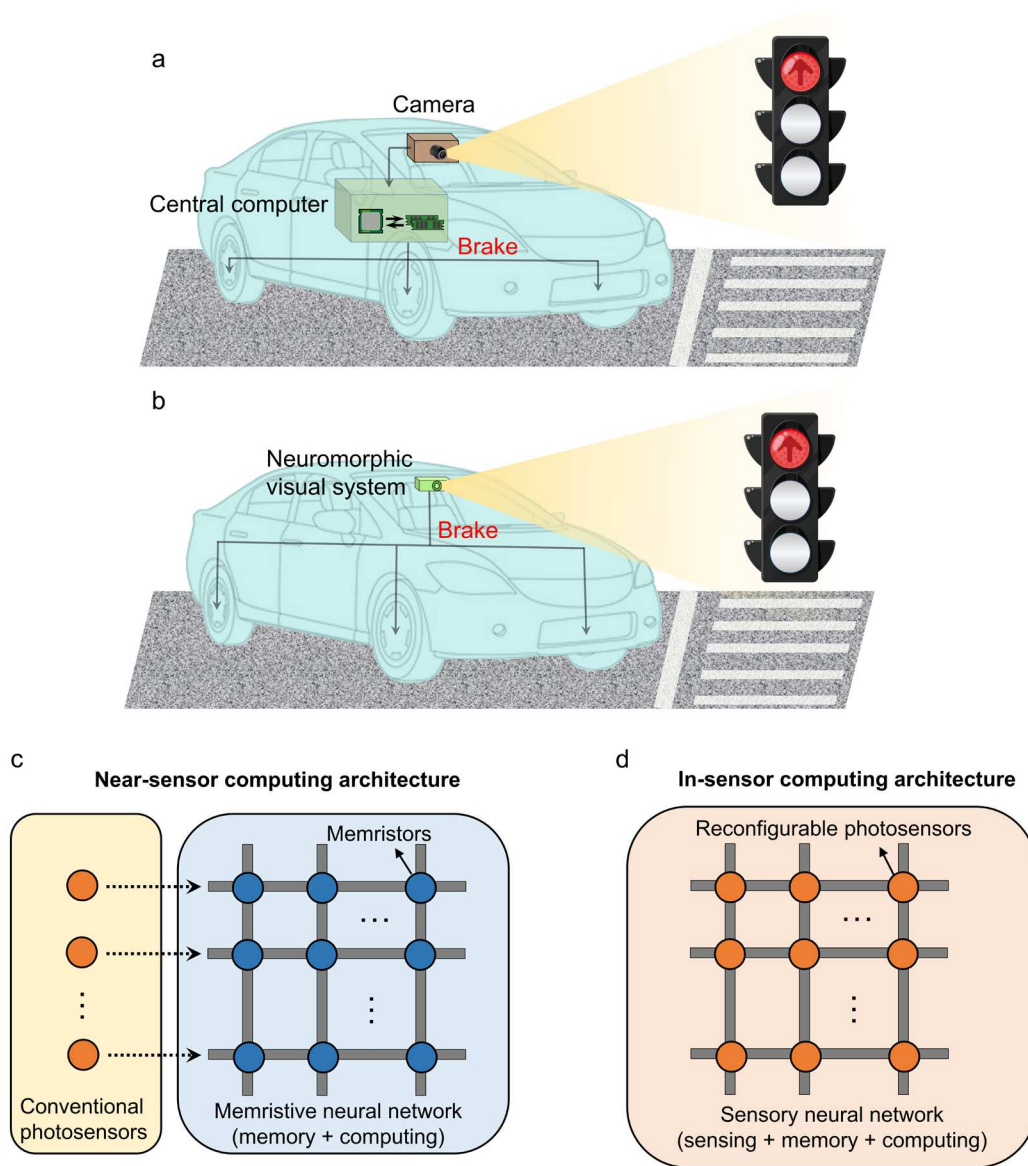 a
Camera
Central computer
Brake
b
Neuromorphic
visual system
Brake
c
Near-sensor computing architecture
Memristors
...
...
...
Conventional
photosensors
Memristive neural network
(memory + computing)
d
In-sensor computing architecture
Reconfigurable photosensors
...
...
Sensory neural network
(sensing + memory + computing)